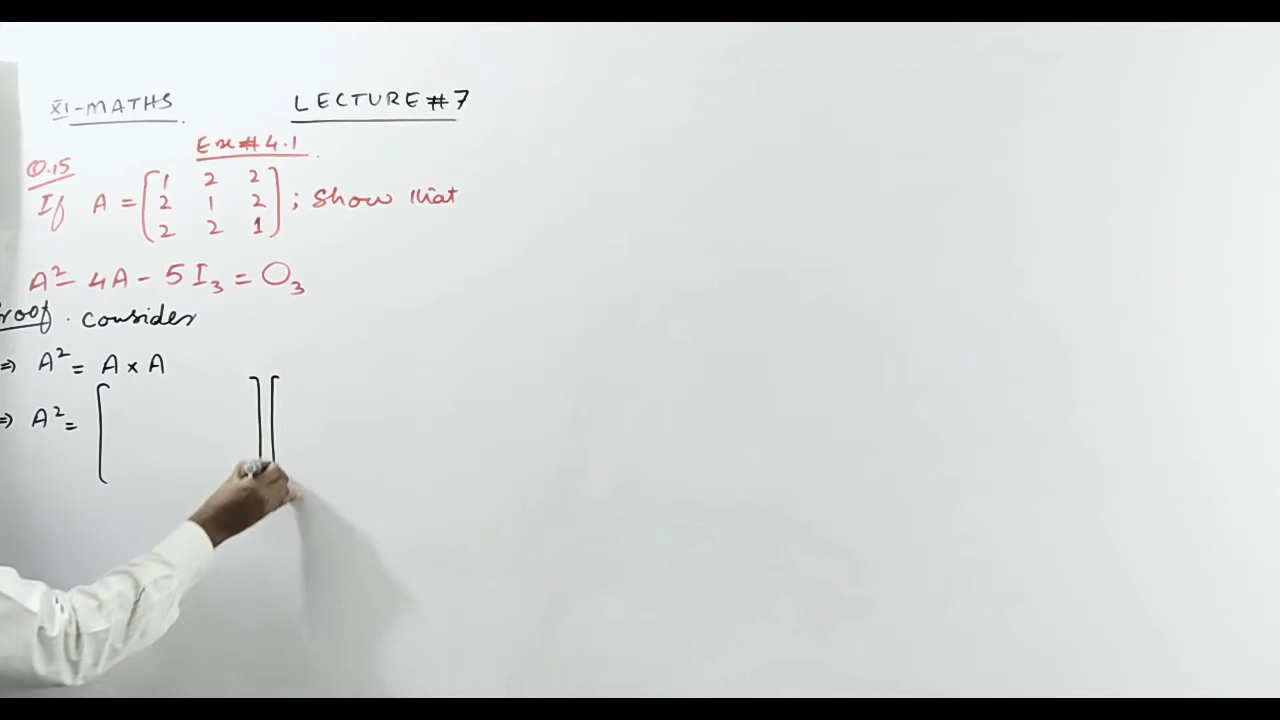 XI-MATHS LECTURE#7
Ex#4.1
Q.15
If A = [1 2 2
2 1 2
2 2 1] ; Show that
A² - 4A - 5I₃ = O₃
Proof. consider
⇒ A² = A × A
⇒ A² = [ ] [